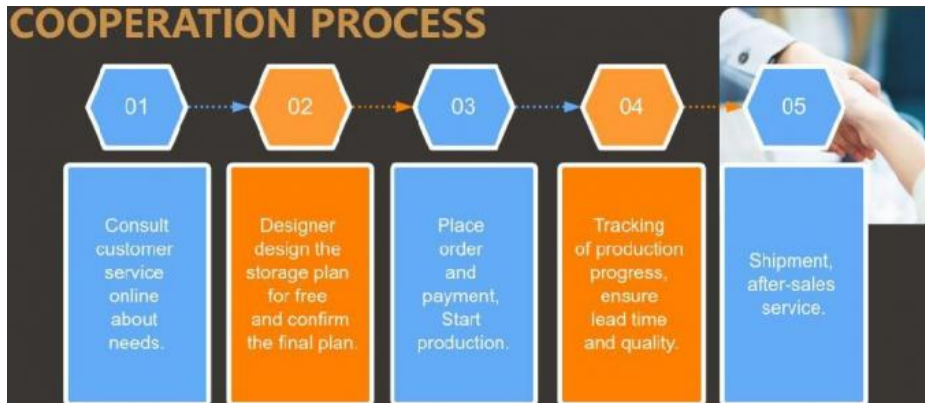 COOPERATION PROCESS
01
02
03
04
05
Consult
customer
service
online
about
needs.
Designer
design the
storage plan
for free
and confirm
the final plan.
Place
order
and
payment,
Start
production.
Tracking
of production
progress,
ensure
lead time
and quality.
Shipment,
after-sales
service.